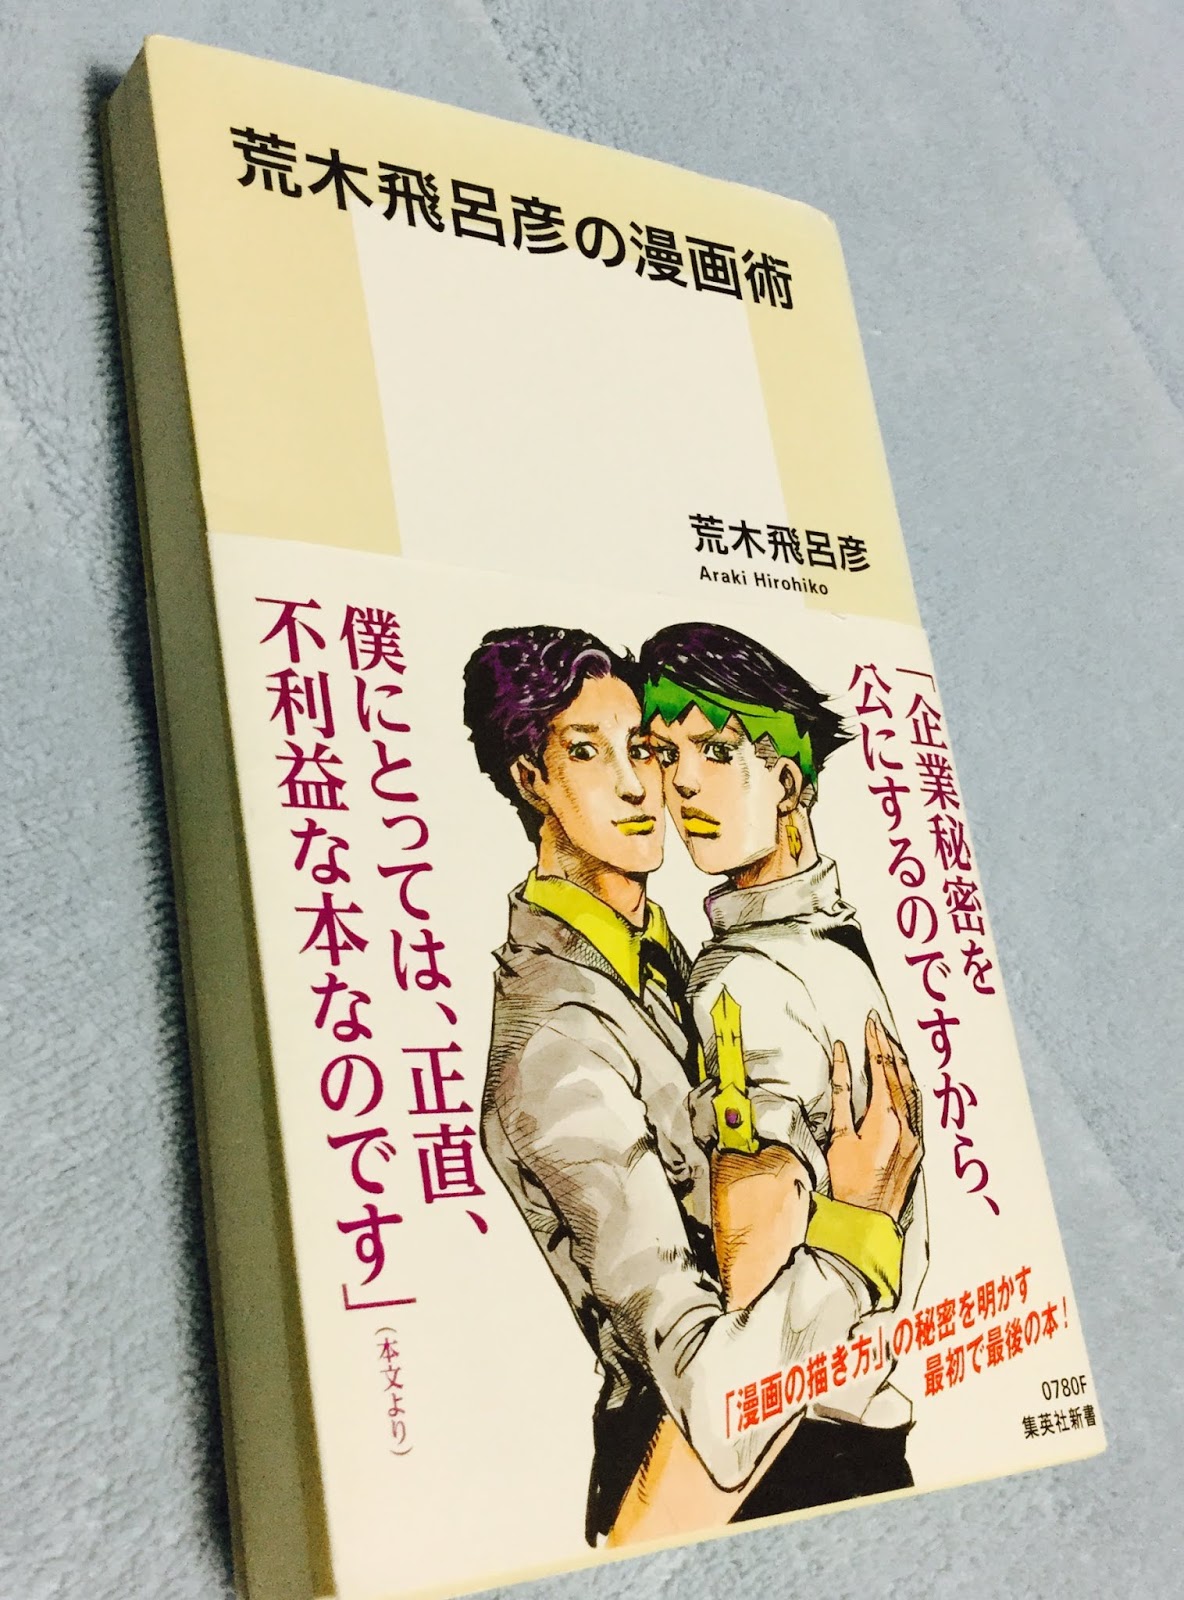 荒木飛呂彦の漫画術
荒木飛呂彦
Araki Hirohiko
「企業秘密を
公にするのですから、
僕にとっては、正直、
不利益な本なのです」
（本文より）
「漫画の描き方」の秘密を明かす
最初で最後の本！
0780F
集英社新書